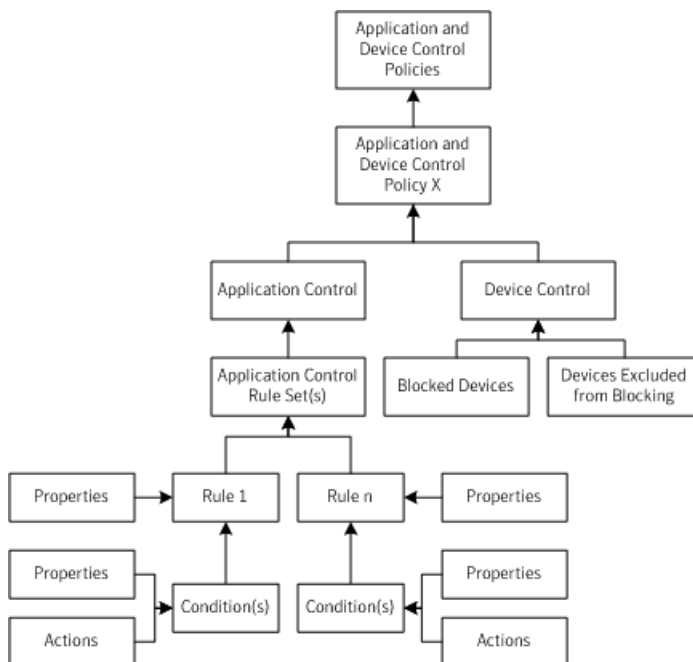 Application and
Device Control
Policies
Application and
Device Control
Policy X
Application Control
Device Control
Application Control
Rule Set(s)
Blocked Devices
Devices Excluded
from Blocking
Properties
Rule 1
Rule n
Properties
Properties
Condition(s)
Condition(s)
Properties
Actions
Actions